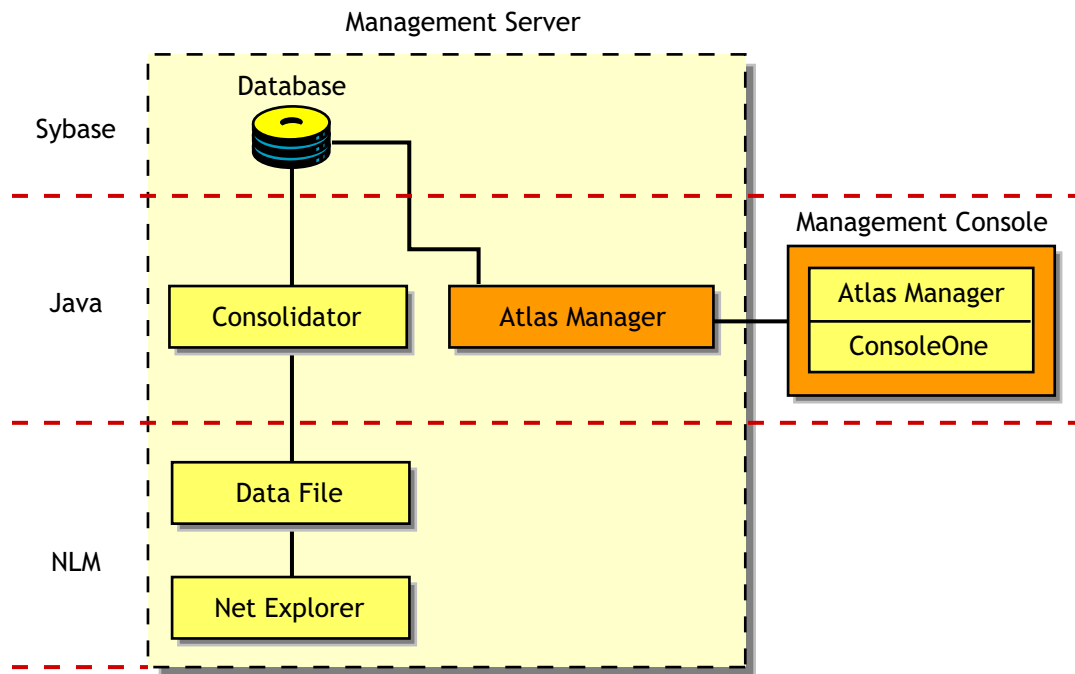 Management Server
Database
Sybase
Management Console
Java
Consolidator
Atlas Manager
Atlas Manager
ConsoleOne
Data File
NLM
Net Explorer